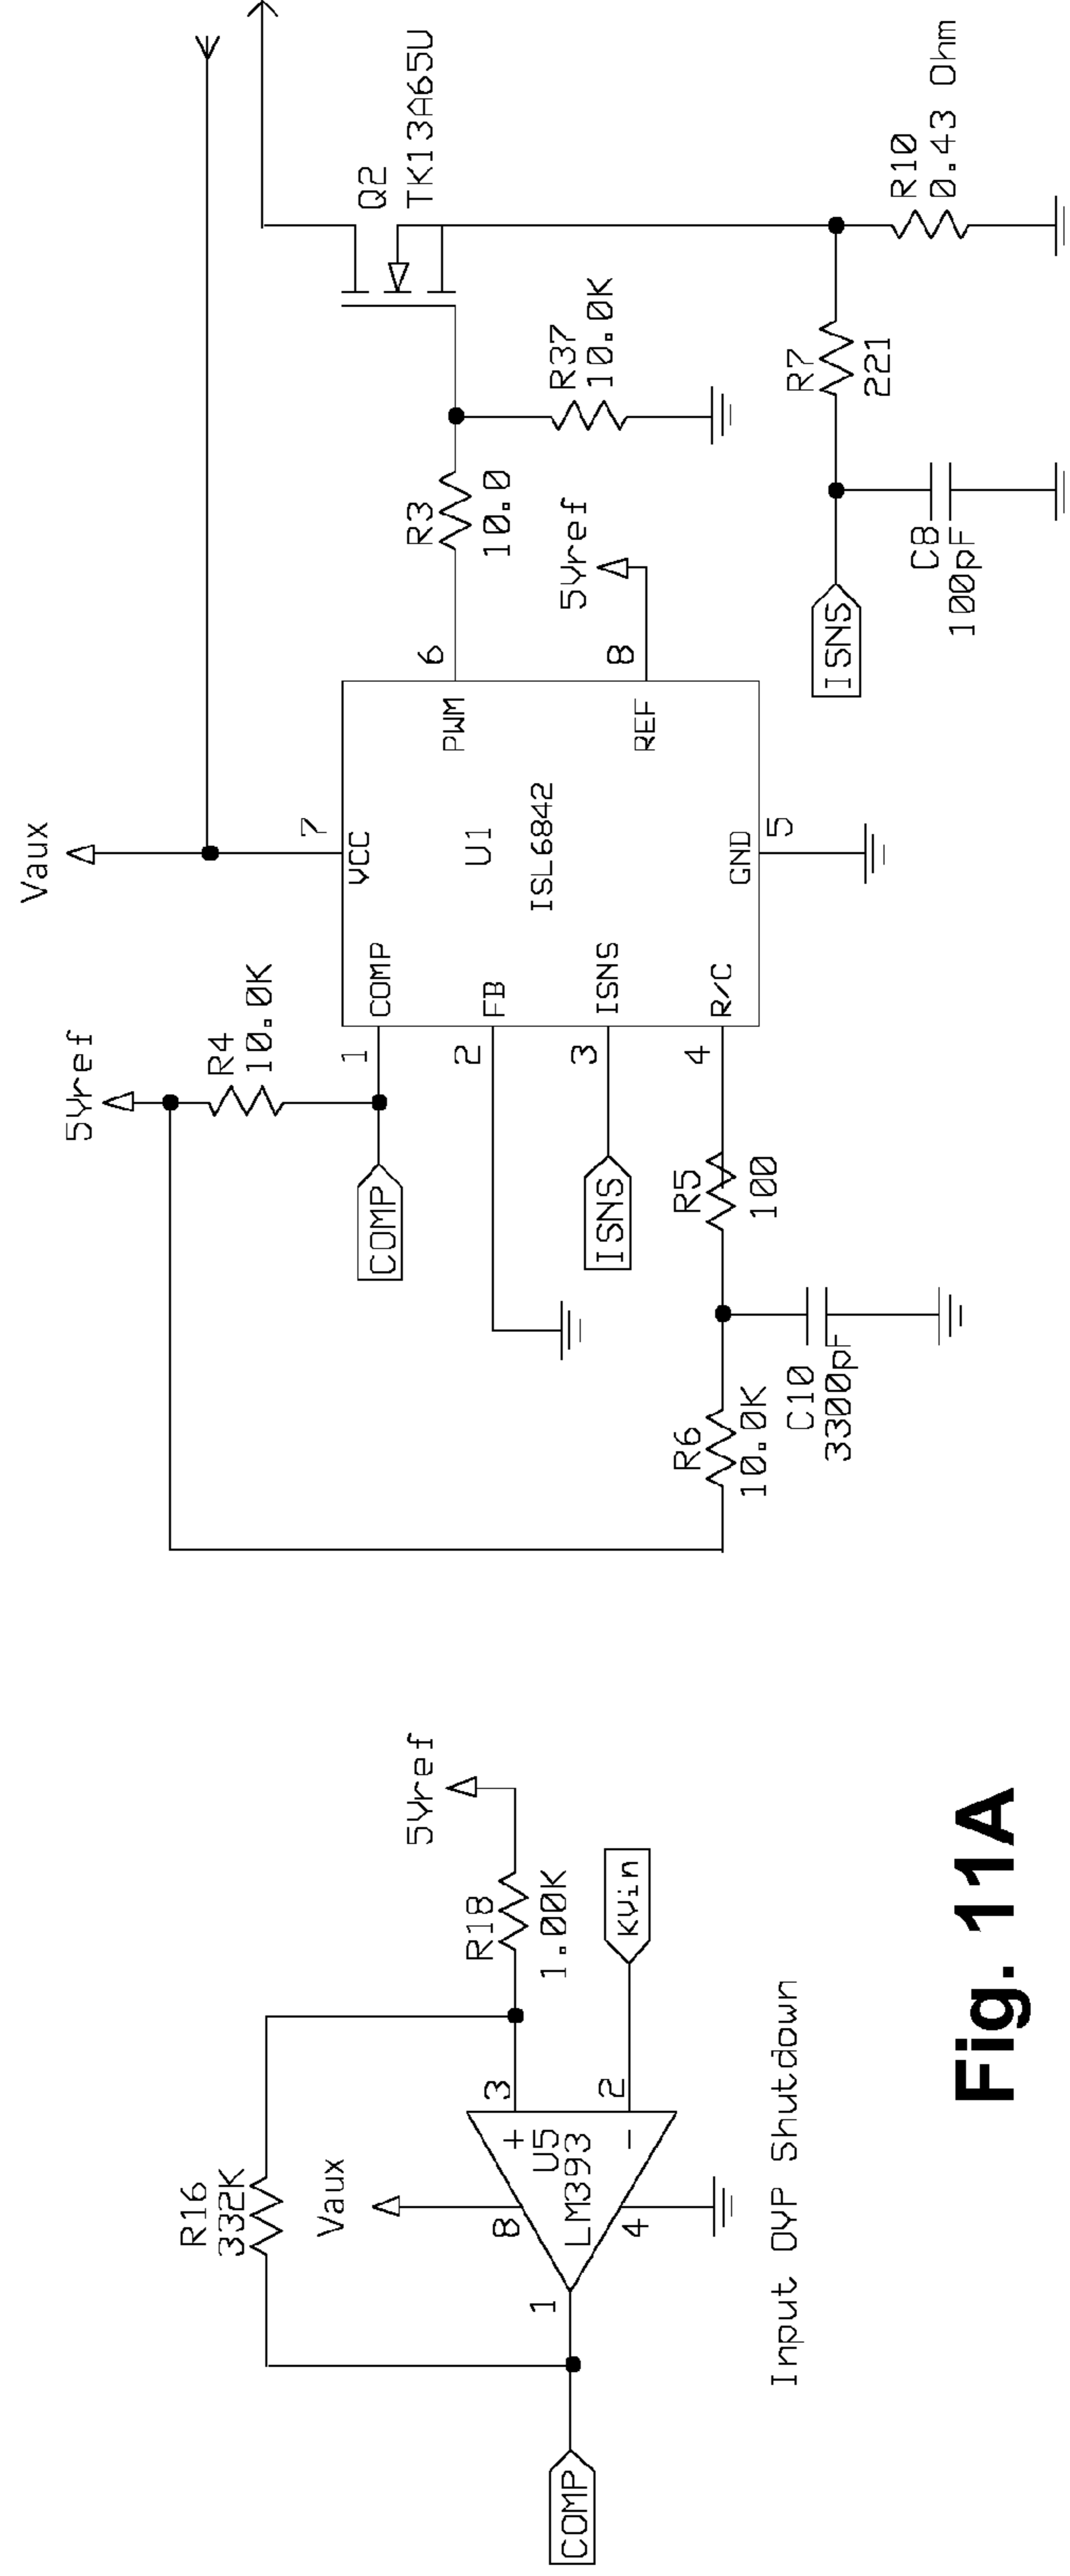 COMP
R16
332K
Vaux
8
1
U5
LM393
4
+
-
3
2
R18
1.00K
5Vref
KVin
Input OVP Shutdown
5Vref
R4
10.0K
COMP
ISNS
R6
10.0K
C10
3300pF
R5
100
1
2
3
4
COMP
FB
ISNS
R/C
Vaux
7
VCC
U1
ISL6842
GND
5
PWM
REF
6
8
5Vref
R3
10.0
R37
10.0K
Q2
TK13A65U
ISNS
C8
100pF
R7
221
R10
0.43 Ohm
Fig. 11A